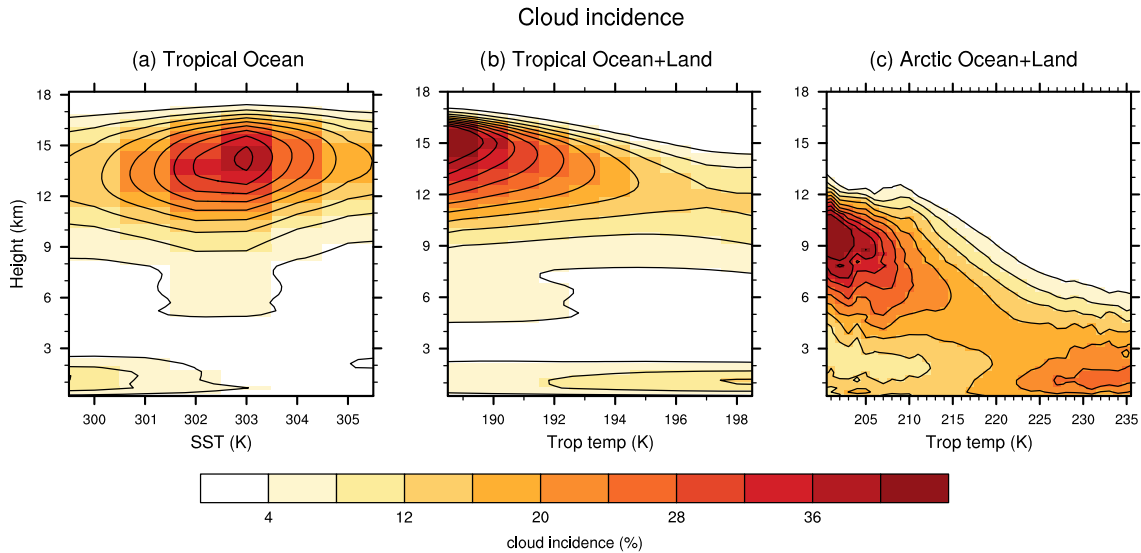 Cloud incidence
(a) Tropical Ocean
(b) Tropical Ocean+Land
(c) Arctic Ocean+Land
Height (km)
18
15
12
9
6
3
300 301 302 303 304 305
SST (K)
18
15
12
9
6
3
190 192 194 196 198
Trop temp (K)
18
15
12
9
6
3
205 210 215 220 225 230 235
Trop temp (K)
4 12 20 28 36
cloud incidence (%)